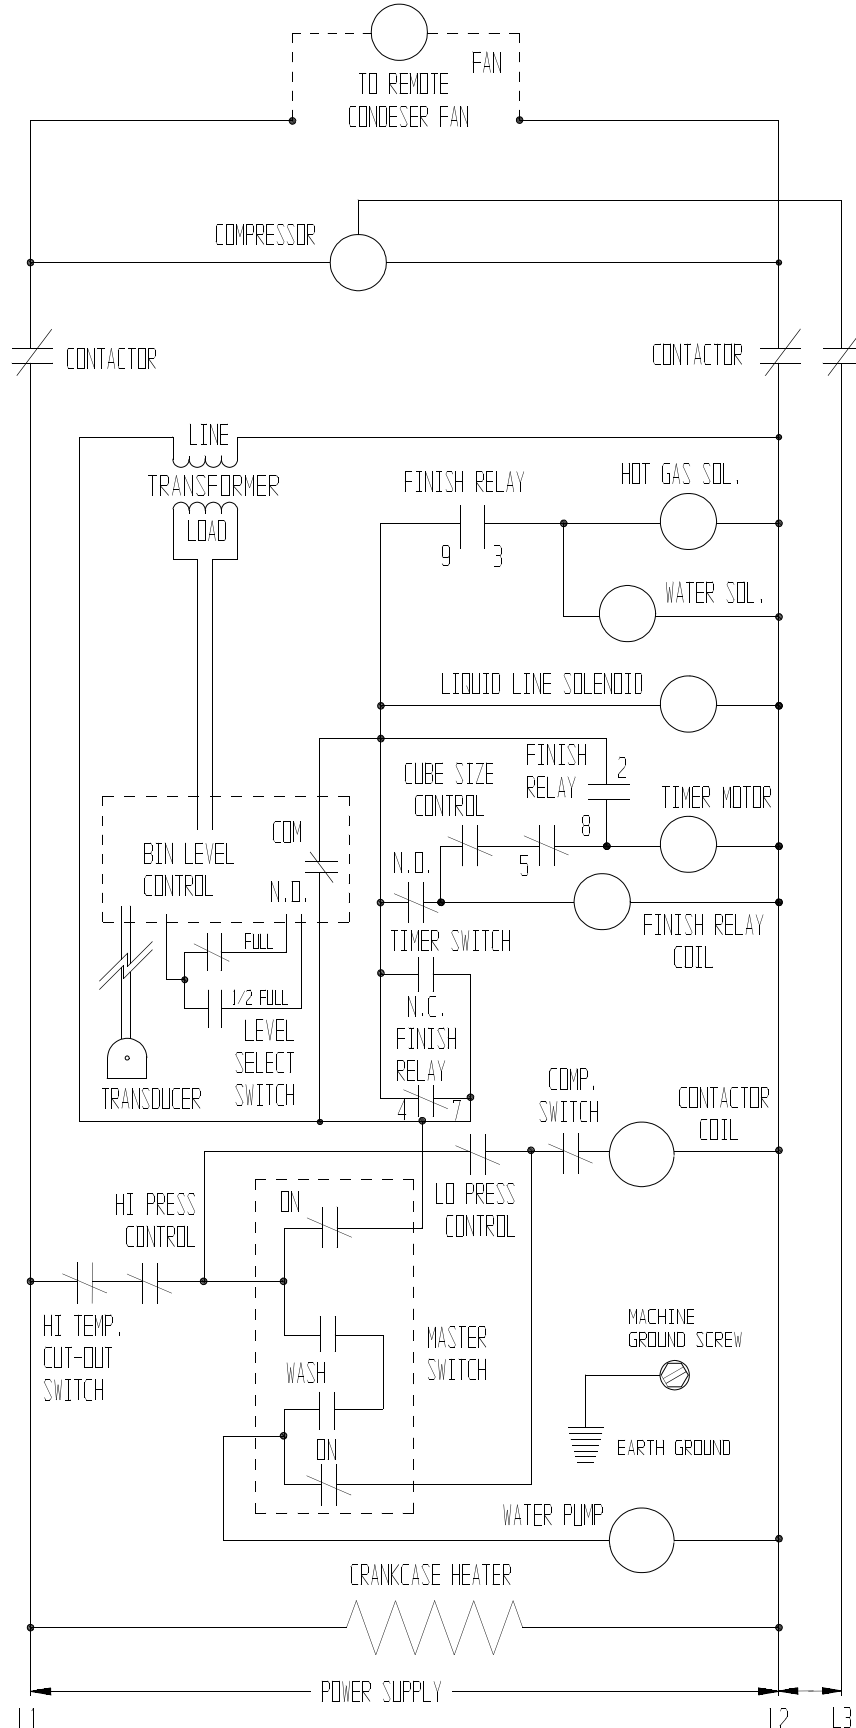 FAN
TO REMOTE
CONDESER FAN
COMPRESSOR
CONTACTOR
CONTACTOR
LINE
TRANSFORMER
LOAD
FINISH RELAY
9
3
HOT GAS SOL.
WATER SOL.
LIQUID LINE SOLENOID
CUBE SIZE
CONTROL
FINISH
RELAY
2
8
5
TIMER MOTOR
COM
BIN LEVEL
CONTROL
N.O.
N.O.
FINISH RELAY
COIL
TIMER SWITCH
FULL
1/2 FULL
LEVEL
SELECT
SWITCH
TRANSDUCER
N.C.
FINISH
RELAY
4
7
COMP.
SWITCH
CONTACTOR
COIL
LO PRESS
CONTROL
HI PRESS
CONTROL
ON
HI TEMP.
CUT-OUT
SWITCH
WASH
MASTER
SWITCH
ON
MACHINE
GROUND SCREW
EARTH GROUND
WATER PUMP
CRANKCASE HEATER
POWER SUPPLY
L1
L2
L3